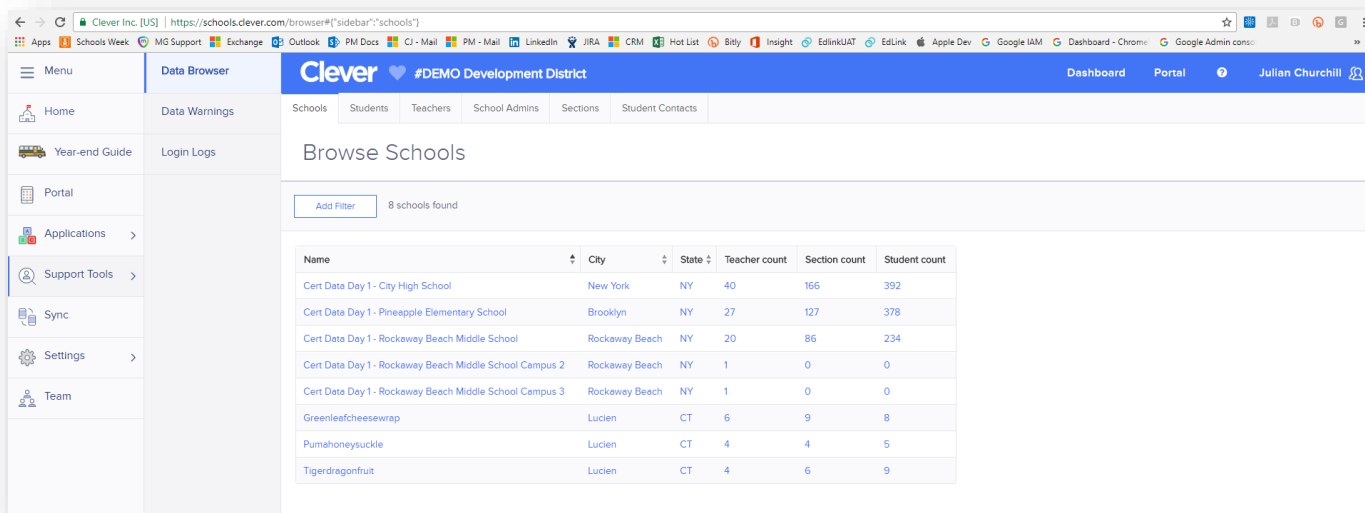 Clever Inc. [US] | https://schools.clever.com/browser#{"sidebar":"schools"}
Apps Schools Week MG Support Exchange Outlook PM Docs CJ - Mail PM - Mail LinkedIn JIRA CRM Hot List Bitly Insight EdlinkUAT EdLink Apple Dev Google IAM Dashboard - Chrome Google Admin conso »
Menu Data Browser Clever #DEMO Development District Dashboard Portal ? Julian Churchill
Home Data Warnings Schools Students Teachers School Admins Sections Student Contacts
Year-end Guide Login Logs Browse Schools
Portal
Add Filter 8 schools found
Applications
Support Tools
Sync
Settings
Team
Name City State Teacher count Section count Student count
Cert Data Day 1 - City High School New York NY 40 166 392
Cert Data Day 1 - Pineapple Elementary School Brooklyn NY 27 127 378
Cert Data Day 1 - Rockaway Beach Middle School Rockaway Beach NY 20 86 234
Cert Data Day 1 - Rockaway Beach Middle School Campus 2 Rockaway Beach NY 1 0 0
Cert Data Day 1 - Rockaway Beach Middle School Campus 3 Rockaway Beach NY 1 0 0
Greenleafcheesewrap Lucien CT 6 9 8
Pumahoneysuckle Lucien CT 4 4 5
Tigerdragonfruit Lucien CT 4 6 9